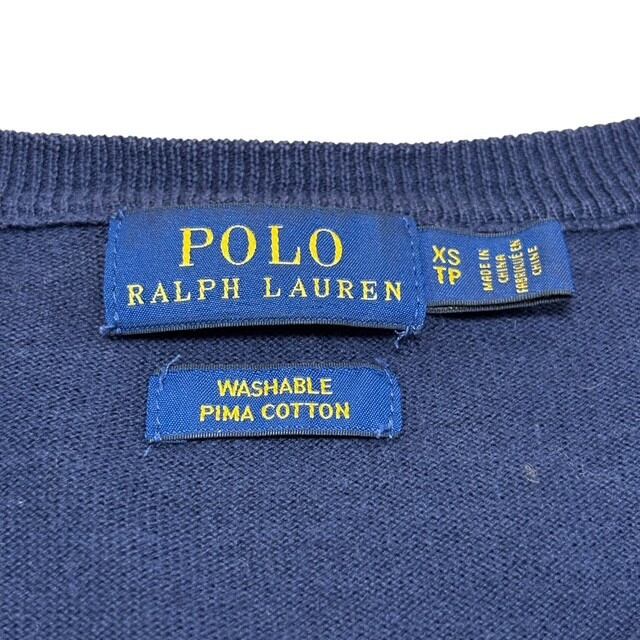 POLO
RALPH LAUREN
XS
TP
MADE IN
CHINA
FABRIQUÉ EN
CHINE
WASHABLE
PIMA COTTON